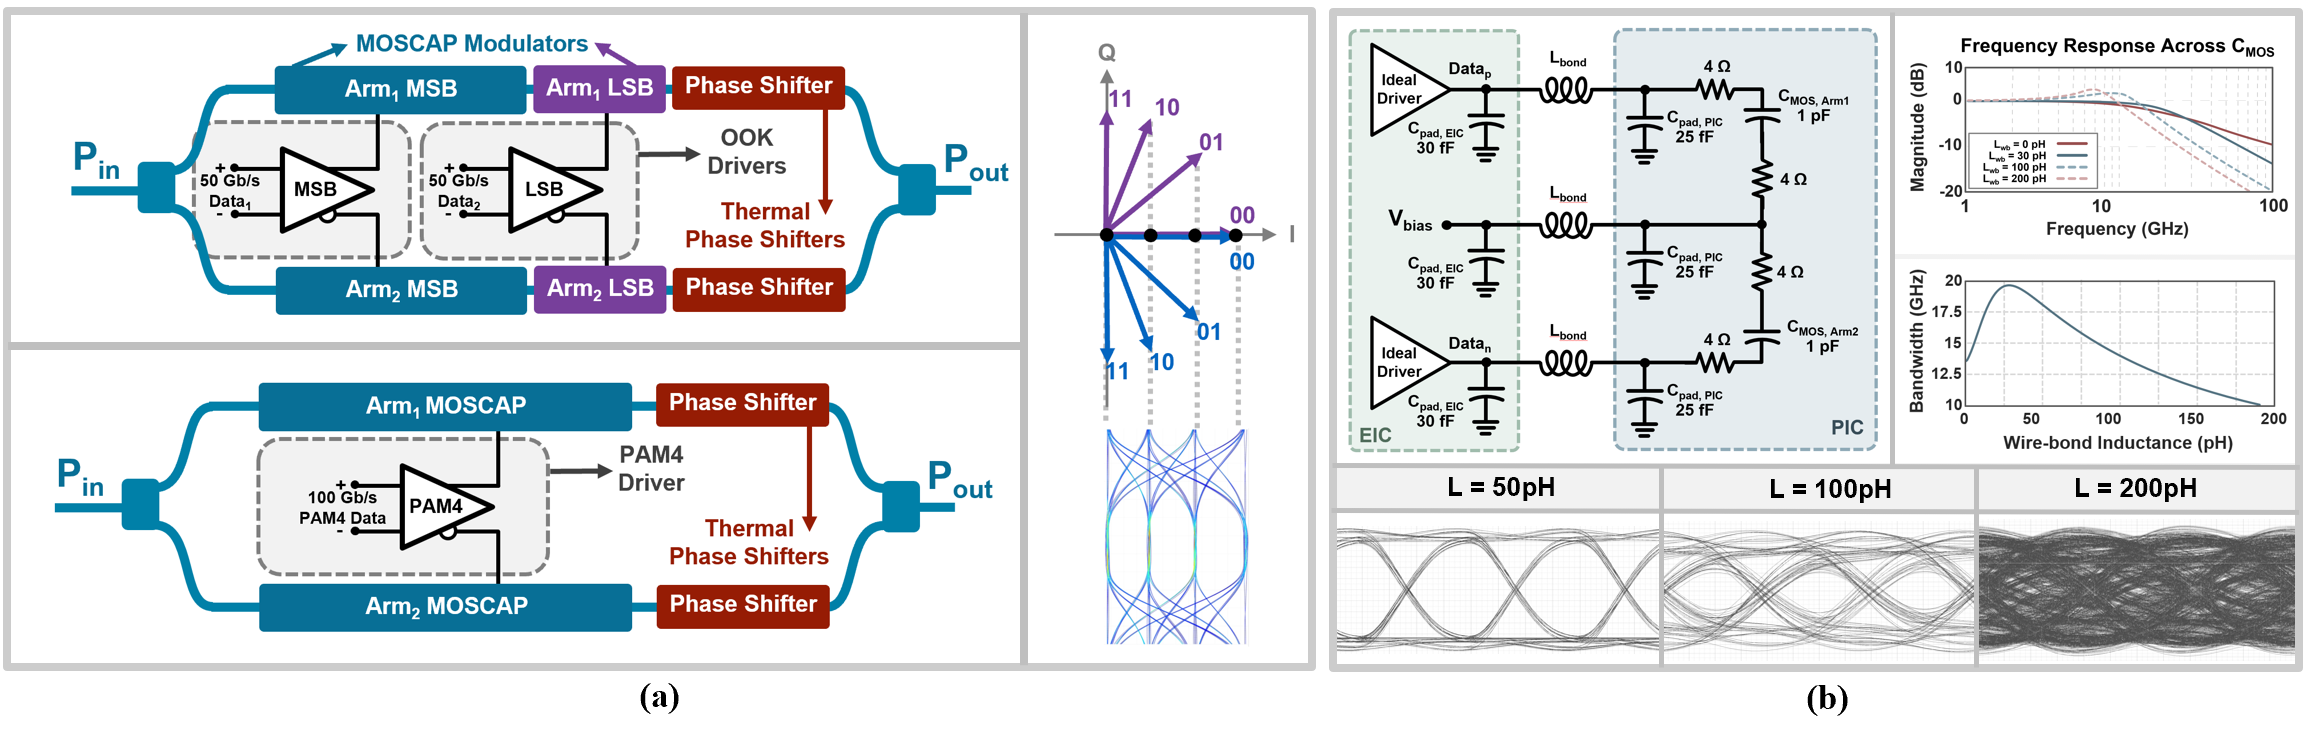 MOSCAP Modulators
Arm1 MSB
Arm1 LSB
Phase Shifter
Pin
+
50 Gb/s
Data1
-
MSB
+
50 Gb/s
Data2
-
LSB
OOK
Drivers
Thermal
Phase Shifters
Pout
Arm2 MSB
Arm2 LSB
Phase Shifter
Arm1 MOSCAP
Phase Shifter
Pin
+
100 Gb/s
PAM4 Data
-
PAM4
PAM4
Driver
Thermal
Phase Shifters
Pout
Arm2 MOSCAP
Phase Shifter
Q
11
10
01
00
I
00
01
10
11
(a)
Ideal
Driver
Datap
Lbond
4 Ω
Cpad, EIC
30 fF
Cpad, PIC
25 fF
CMOS, Arm1
1 pF
4 Ω
Vbias
Lbond
Cpad, EIC
30 fF
Cpad, PIC
25 fF
4 Ω
Ideal
Driver
Datan
Lbond
4 Ω
CMOS, Arm2
1 pF
Cpad, EIC
30 fF
Cpad, PIC
25 fF
EIC
PIC
Frequency Response Across CMOS
Magnitude (dB)
10
0
-10
-20
Lwb = 0 pH
Lwb = 30 pH
Lwb = 100 pH
Lwb = 200 pH
1
10
100
Frequency (GHz)
Bandwidth (GHz)
20
17.5
15
12.5
10
0
50
100
150
200
Wire-bond Inductance (pH)
L = 50pH
L = 100pH
L = 200pH
(b)